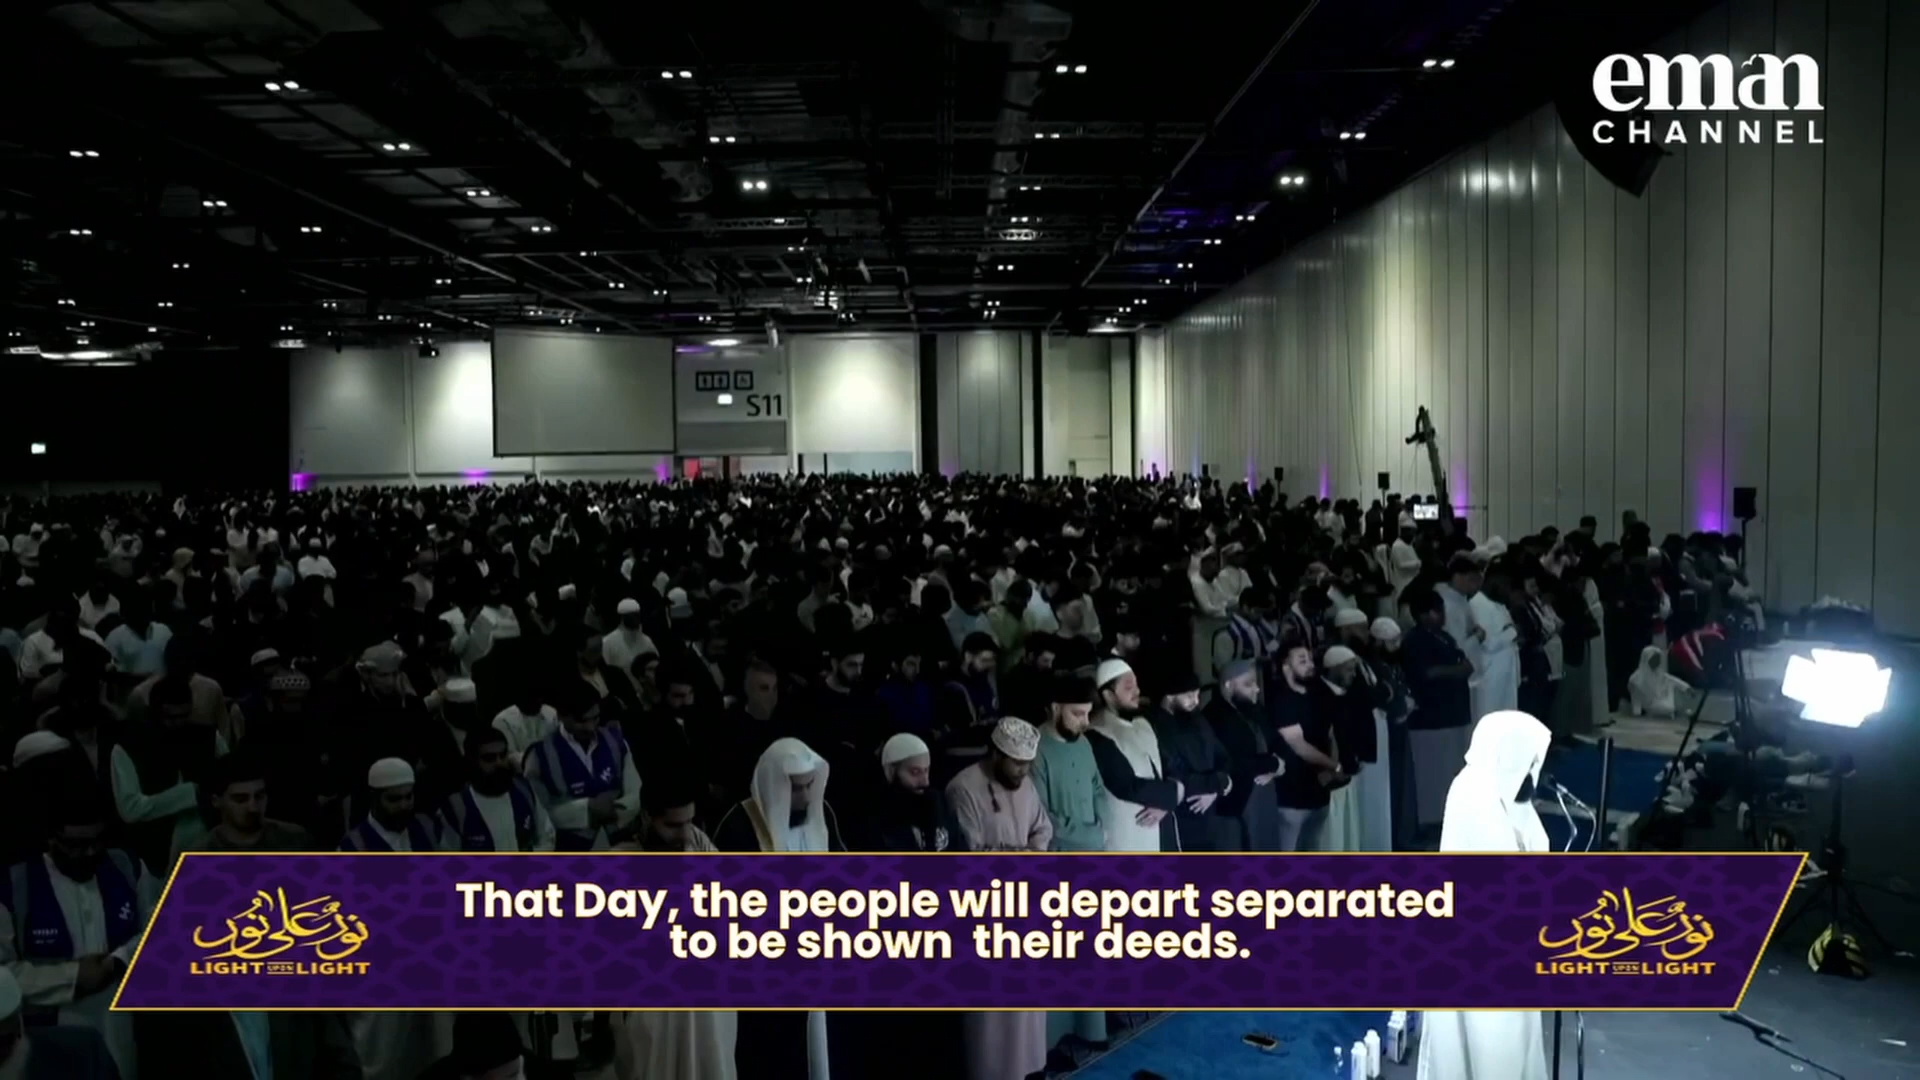 eman
CHANNEL
S11
That Day, the people will depart separated
to be shown their deeds.
نور على نور
LIGHT UPON LIGHT
نور على نور
LIGHT UPON LIGHT